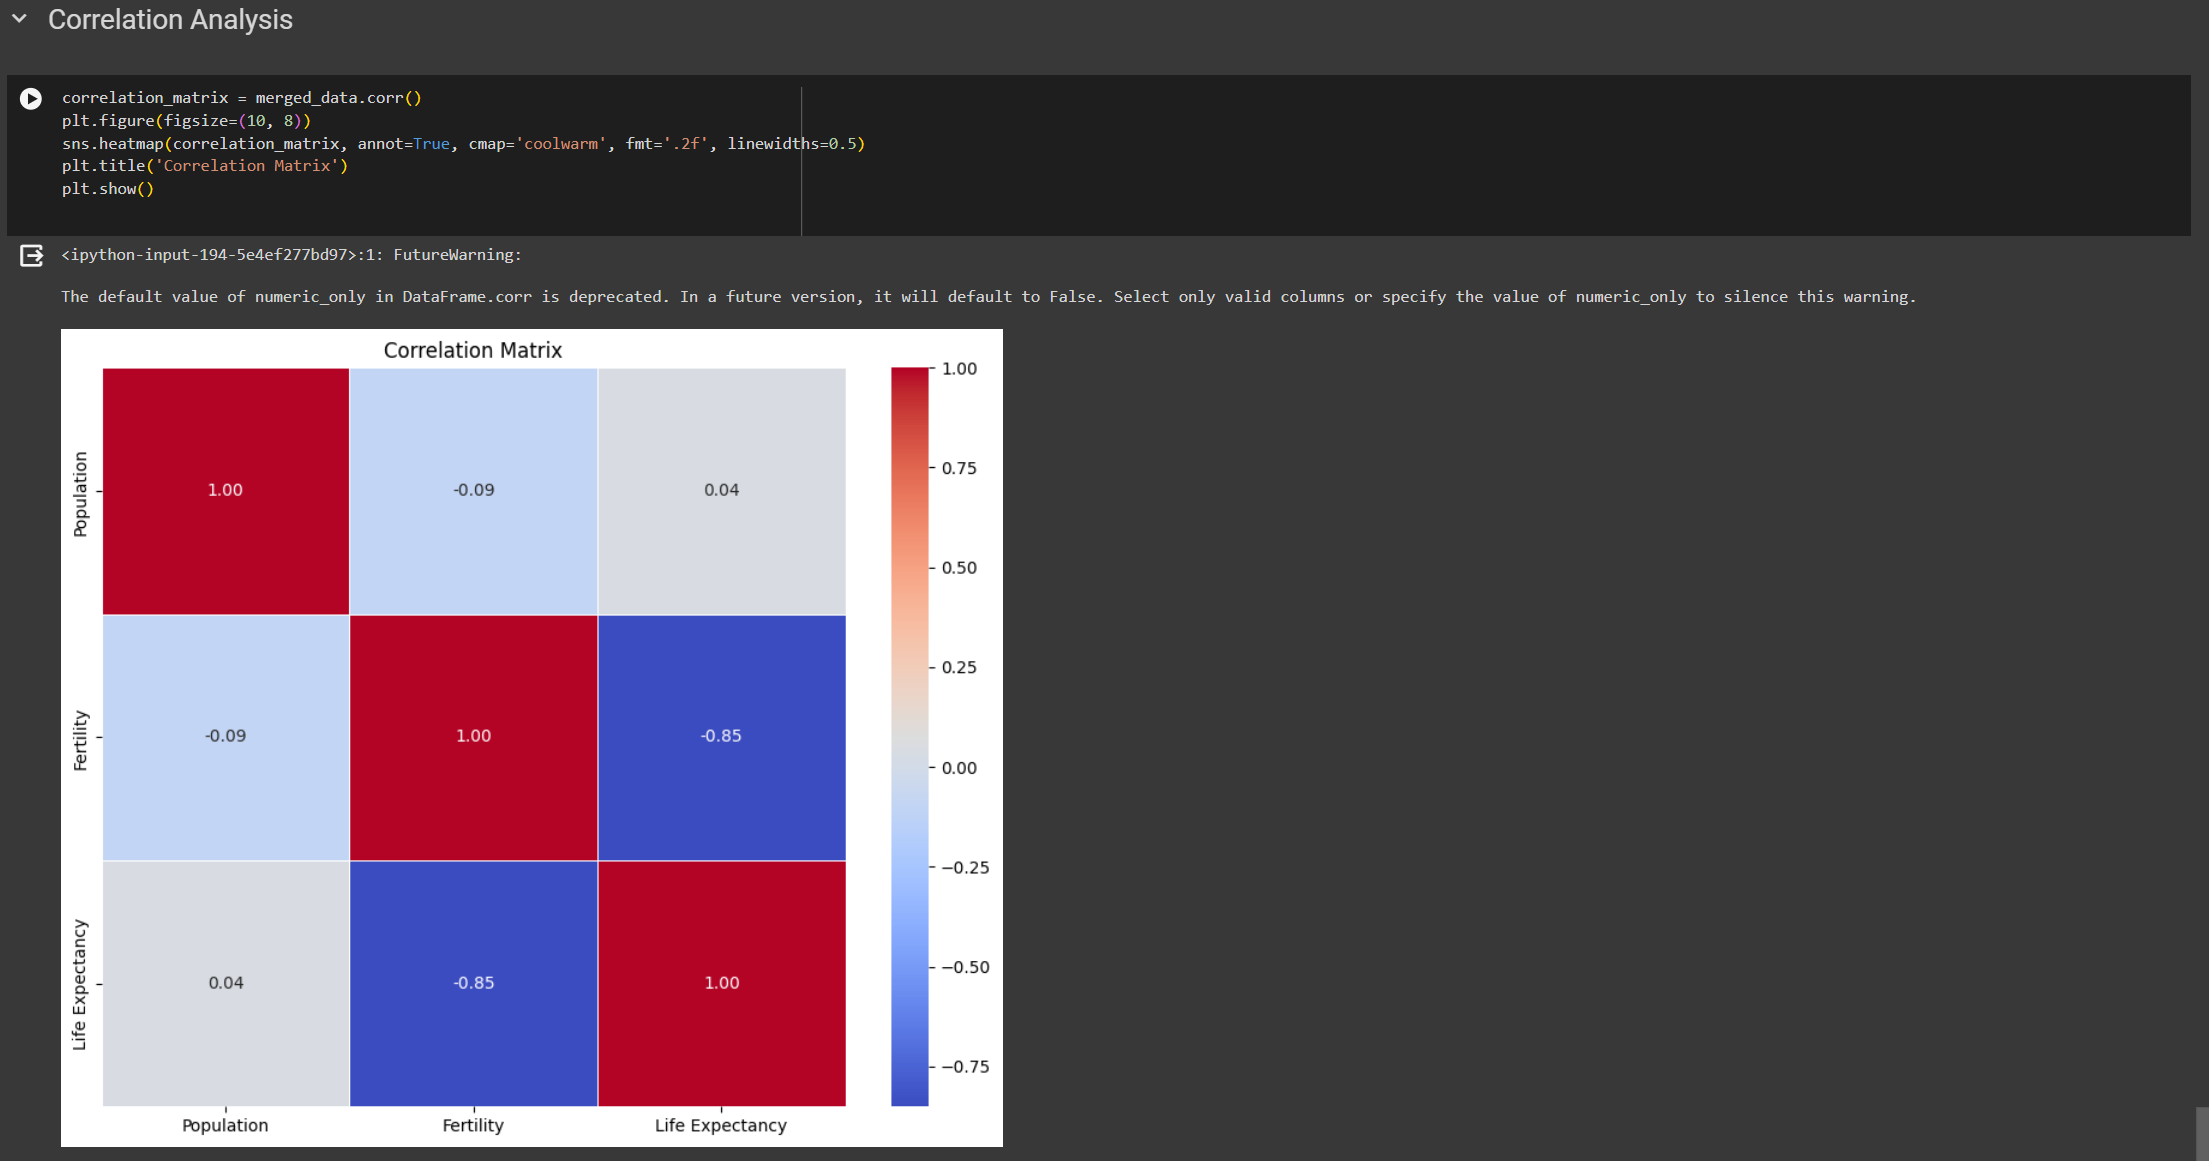 Correlation Analysis
correlation_matrix = merged_data.corr()
plt.figure(figsize=(10, 8))
sns.heatmap(correlation_matrix, annot=True, cmap='coolwarm', fmt='.2f', linewidths=0.5)
plt.title('Correlation Matrix')
plt.show()
<ipython-input-194-5e4ef277bd97>:1: FutureWarning:
The default value of numeric_only in DataFrame.corr is deprecated. In a future version, it will default to False. Select only valid columns or specify the value of numeric_only to silence this warning.
Correlation Matrix
Population
1.00 -0.09 0.04
Fertility
-0.09 1.00 -0.85
Life Expectancy
0.04 -0.85 1.00
Population Fertility Life Expectancy
1.00
0.75
0.50
0.25
0.00
−0.25
−0.50
−0.75